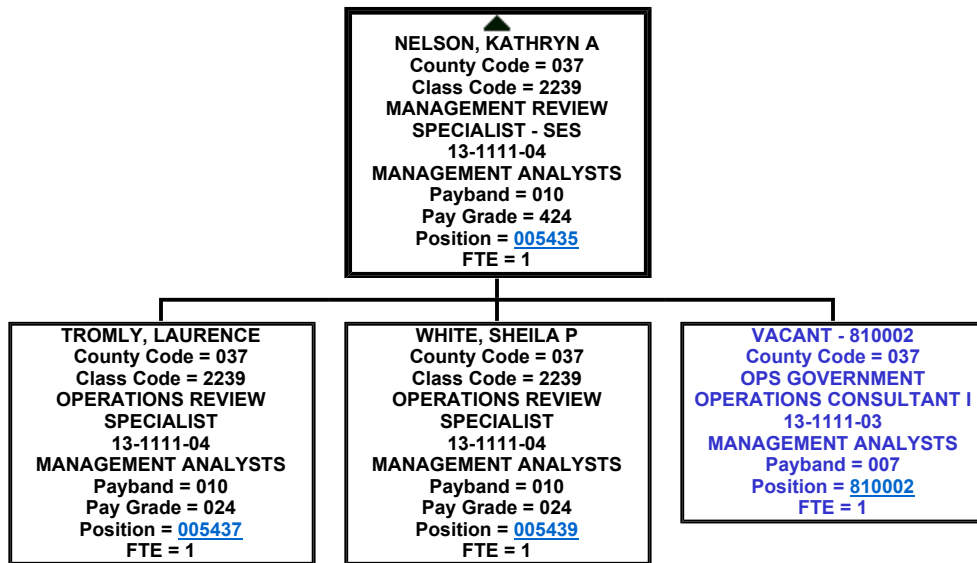 NELSON, KATHRYN A
County Code = 037
Class Code = 2239
MANAGEMENT REVIEW
SPECIALIST - SES
13-1111-04
MANAGEMENT ANALYSTS
Payband = 010
Pay Grade = 424
Position = 005435
FTE = 1
TROMLY, LAURENCE
County Code = 037
Class Code = 2239
OPERATIONS REVIEW
SPECIALIST
13-1111-04
MANAGEMENT ANALYSTS
Payband = 010
Pay Grade = 024
Position = 005437
FTE = 1
WHITE, SHEILA P
County Code = 037
Class Code = 2239
OPERATIONS REVIEW
SPECIALIST
13-1111-04
MANAGEMENT ANALYSTS
Payband = 010
Pay Grade = 024
Position = 005439
FTE = 1
VACANT - 810002
County Code = 037
OPS GOVERNMENT
OPERATIONS CONSULTANT I
13-1111-03
MANAGEMENT ANALYSTS
Payband = 007
Position = 810002
FTE = 1